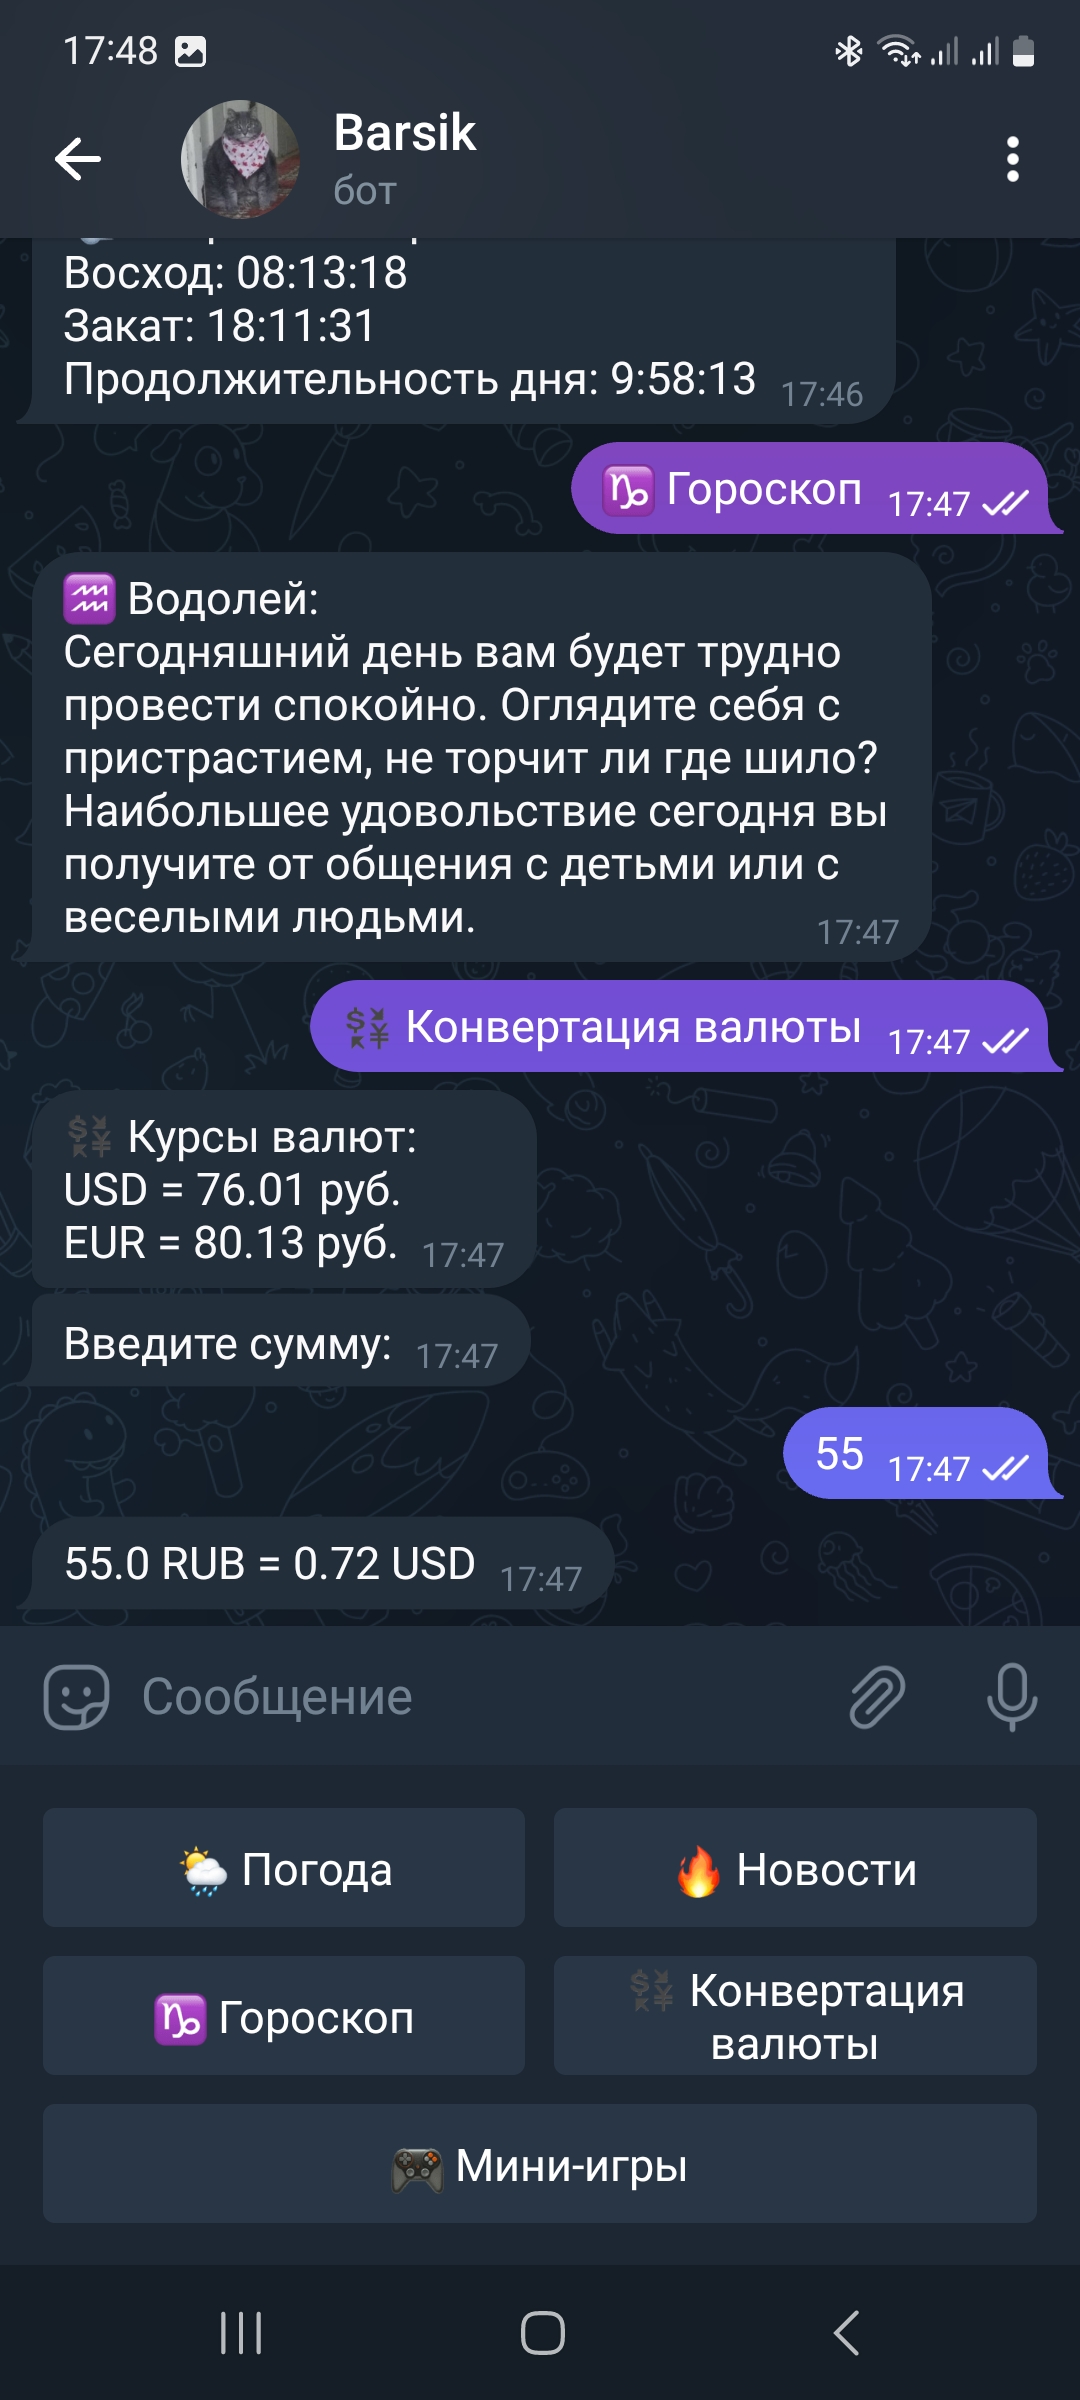 17:48
Barsik
бот
Восход: 08:13:18
Закат: 18:11:31
Продолжительность дня: 9:58:13 17:46
♑ Гороскоп 17:47
♒ Водолей:
Сегодняшний день вам будет трудно
провести спокойно. Оглядите себя с
пристрастием, не торчит ли где шило?
Наибольшее удовольствие сегодня вы
получите от общения с детьми или с
веселыми людьми. 17:47
💱 Конвертация валюты 17:47
💱 Курсы валют:
USD = 76.01 руб.
EUR = 80.13 руб. 17:47
Введите сумму: 17:47
55 17:47
55.0 RUB = 0.72 USD 17:47
Сообщение
🌦 Погода
🔥 Новости
♑ Гороскоп
💱 Конвертация
валюты
🎮 Мини-игры